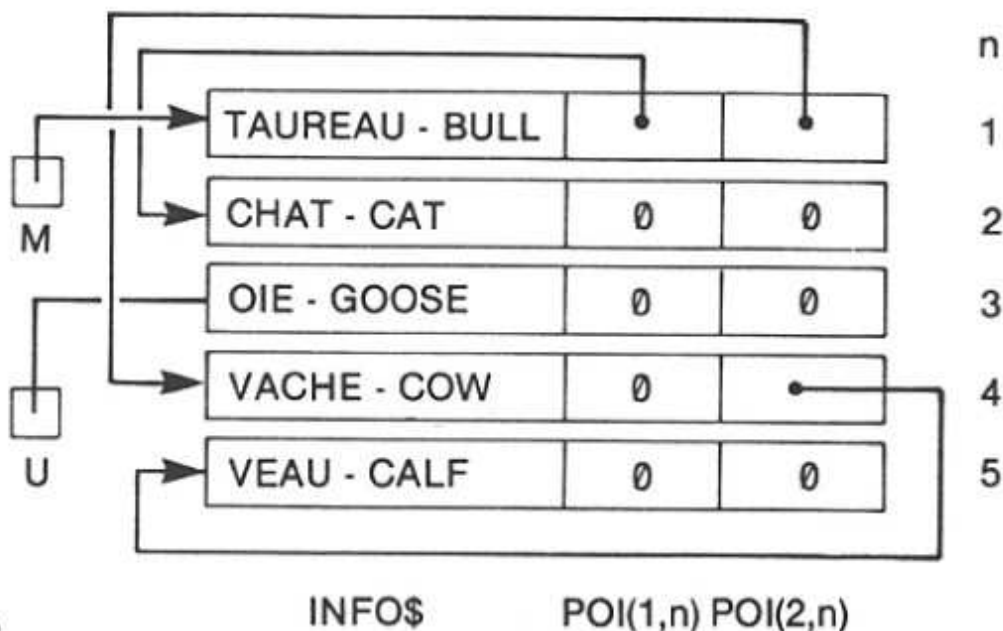 n
TAUREAU - BULL 1
M
CHAT - CAT 0 0 2
OIE - GOOSE 0 0 3
VACHE - COW 0 4
U
VEAU - CALF 0 0 5
INFO$ POI(1,n) POI(2,n)